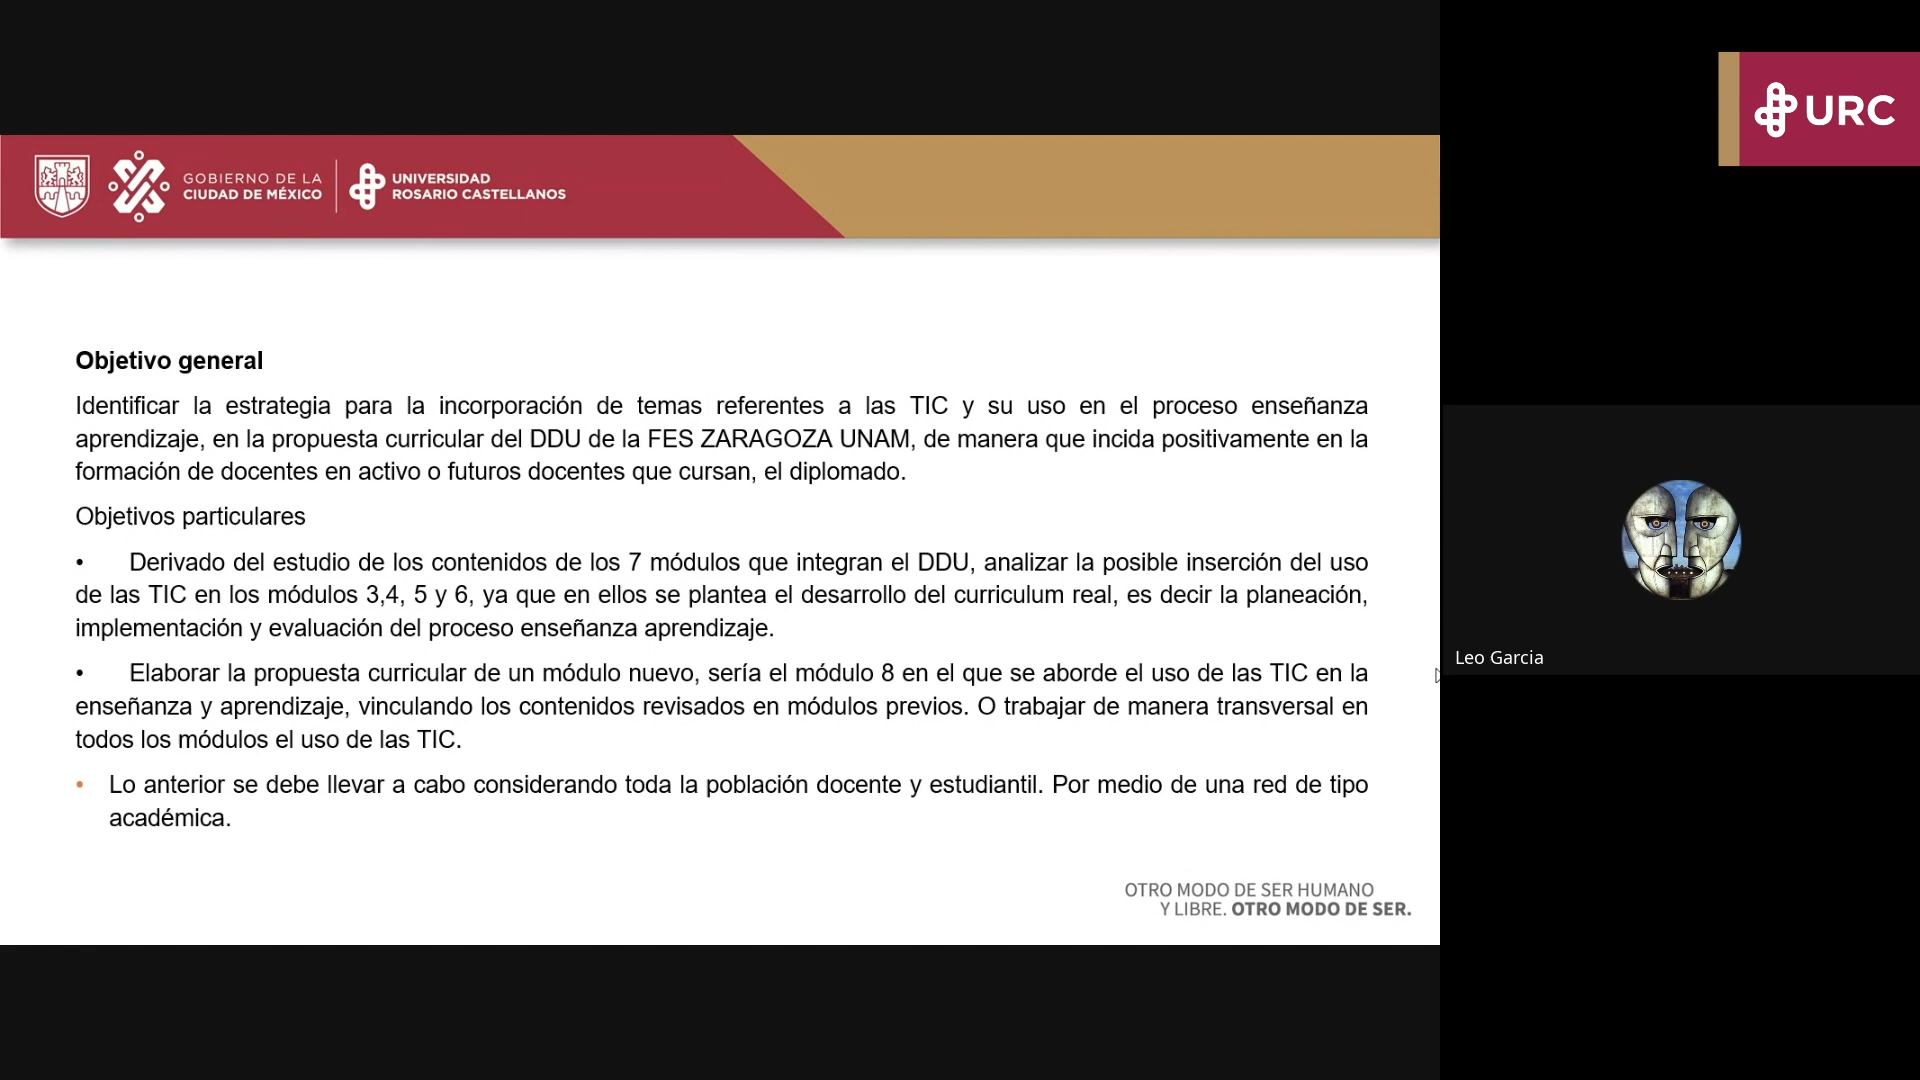 GOBIERNO DE LA
CIUDAD DE MÉXICO
UNIVERSIDAD
ROSARIO CASTELLANOS
URC
Objetivo general
Identificar la estrategia para la incorporación de temas referentes a las TIC y su uso en el proceso enseñanza
aprendizaje, en la propuesta curricular del DDU de la FES ZARAGOZA UNAM, de manera que incida positivamente en la
formación de docentes en activo o futuros docentes que cursan, el diplomado.
Objetivos particulares
• Derivado del estudio de los contenidos de los 7 módulos que integran el DDU, analizar la posible inserción del uso
de las TIC en los módulos 3,4, 5 y 6, ya que en ellos se plantea el desarrollo del curriculum real, es decir la planeación,
implementación y evaluación del proceso enseñanza aprendizaje.
• Elaborar la propuesta curricular de un módulo nuevo, sería el módulo 8 en el que se aborde el uso de las TIC en la
enseñanza y aprendizaje, vinculando los contenidos revisados en módulos previos. O trabajar de manera transversal en
todos los módulos el uso de las TIC.
• Lo anterior se debe llevar a cabo considerando toda la población docente y estudiantil. Por medio de una red de tipo
académica.
OTRO MODO DE SER HUMANO
Y LIBRE. OTRO MODO DE SER.
Leo Garcia